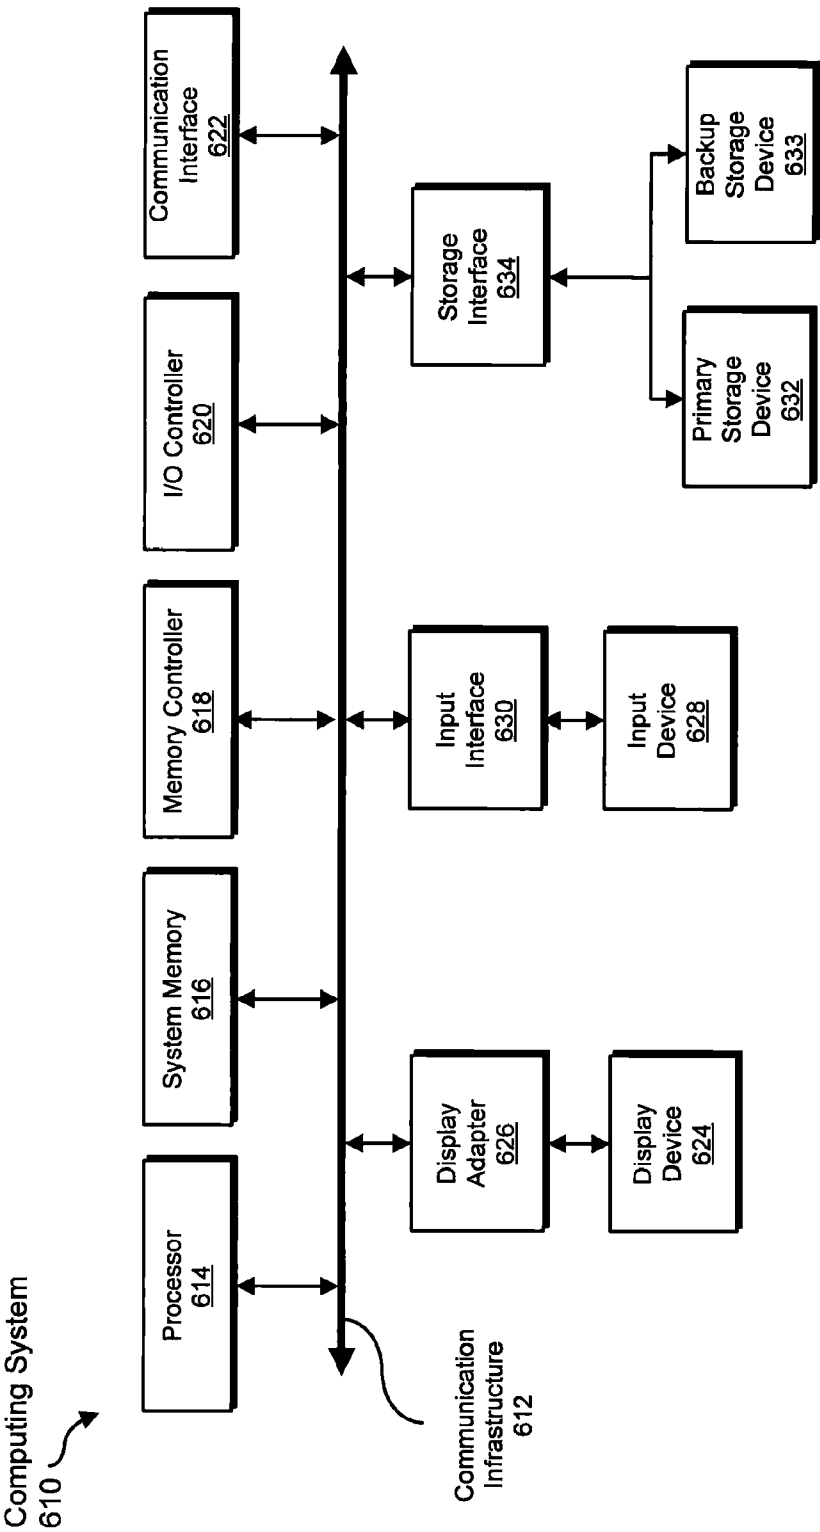 Computing System
610
Processor
614
System Memory
616
Memory Controller
618
I/O Controller
620
Communication
Interface
622
Communication
Infrastructure
612
Display
Adapter
626
Input
Interface
630
Storage
Interface
634
Display
Device
624
Input
Device
628
Primary
Storage
Device
632
Backup
Storage
Device
633